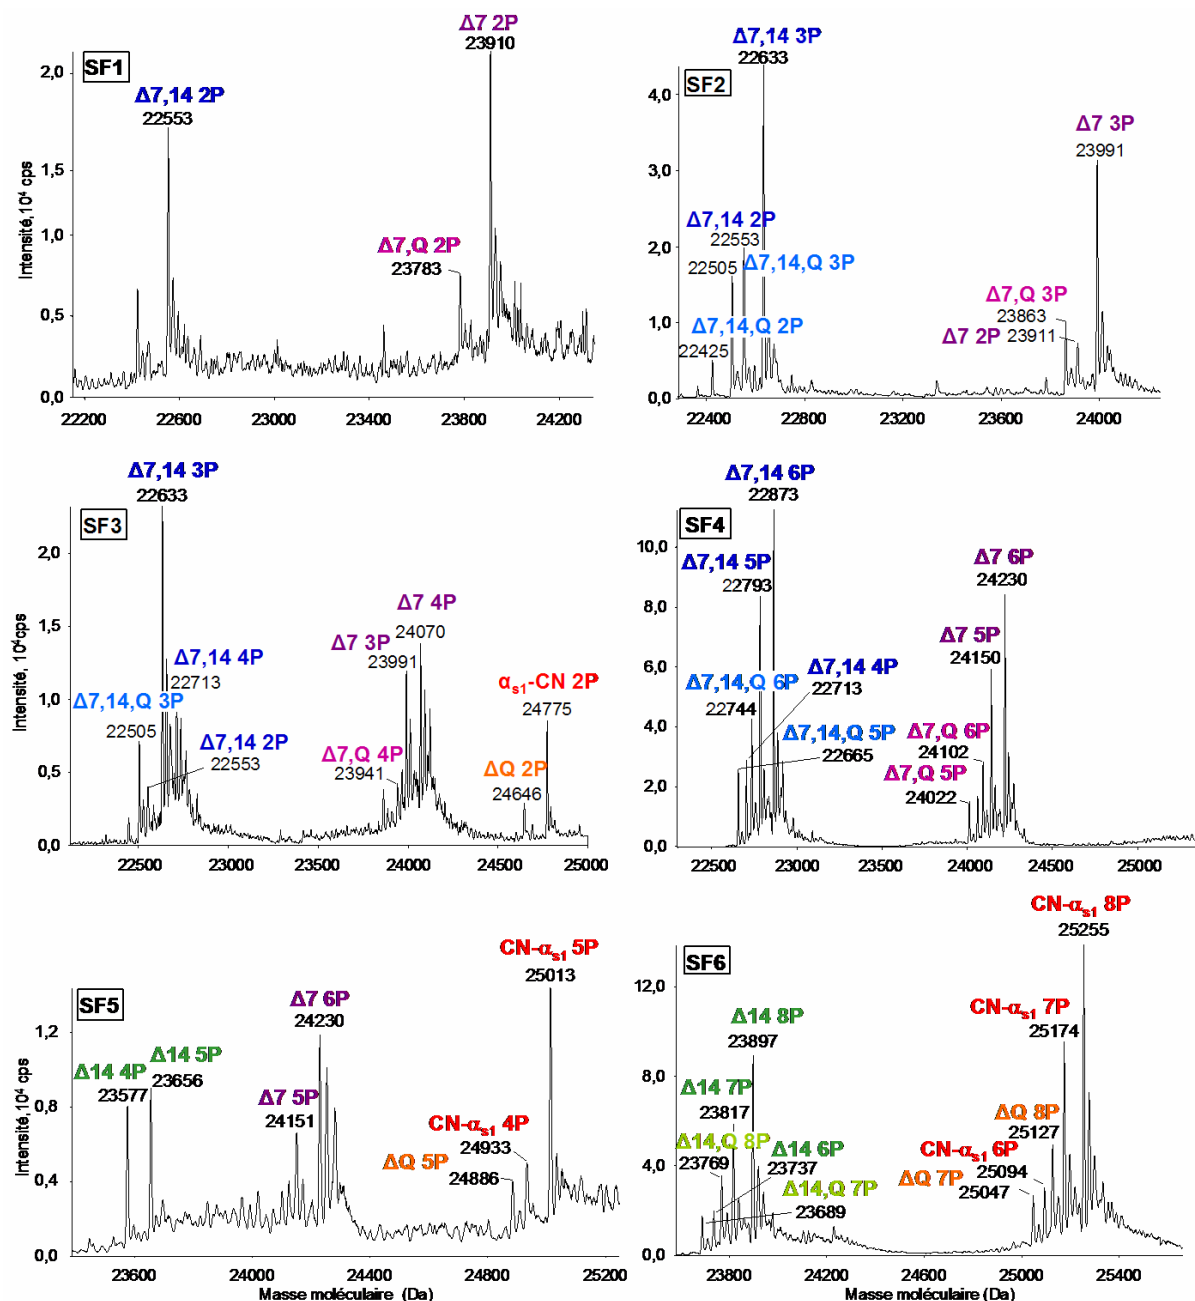 SF1
Δ7 2P
23910
Δ7,14 2P
22553
Δ7,Q 2P
23783
Intensité,10⁴ cps
2,0
1,5
1,0
0,5
0,0
22200 22600 23000 23400 23800 24200
SF2
Δ7,14 3P
22633
Δ7 3P
23991
Δ7,14 2P
22553
22505
Δ7,14,Q 3P
Δ7,14,Q 2P
22425
Δ7,Q 3P
23863
Δ7 2P
23911
4,0
3,0
2,0
1,0
0,0
22400 22800 23200 23600 24000
SF3
Δ7,14 3P
22633
Δ7,14 4P
22713
Δ7,14,Q 3P
22505
Δ7,14 2P
22553
Δ7 4P
24070
Δ7 3P
23991
Δ7,Q 4P
23941
αs1-CN 2P
24775
ΔQ 2P
24646
Intensité, 10⁴cps
2,0
1,5
1,0
0,5
0,0
22500 23000 23500 24000 24500 25000
SF4
Δ7,14 6P
22873
Δ7,14 5P
22793
Δ7,14 4P
22713
Δ7,14,Q 6P
22744
Δ7,14,Q 5P
22665
Δ7 6P
24230
Δ7 5P
24150
Δ7,Q 6P
24102
Δ7,Q 5P
24022
10,0
8,0
6,0
4,0
2,0
0,0
22500 23000 23500 24000 24500 25000
SF5
CN-αs1 5P
25013
Δ7 6P
24230
Δ14 5P
23656
Δ14 4P
23577
Δ7 5P
24151
CN-αs1 4P
24933
ΔQ 5P
24886
Intensité,10⁴ cps
1,2
0,8
0,4
0,0
23600 24000 24400 24800 25200
Masse moléculaire (Da)
SF6
CN-αs1 8P
25255
CN-αs1 7P
25174
Δ14 8P
23897
Δ14 7P
23817
Δ14,Q 8P
23769
Δ14 6P
23737
Δ14,Q 7P
23689
ΔQ 8P
25127
CN-αs1 6P
25094
ΔQ 7P
25047
12,0
8,0
4,0
0,0
23800 24200 24600 25000 25400
Masse moléculaire (Da)